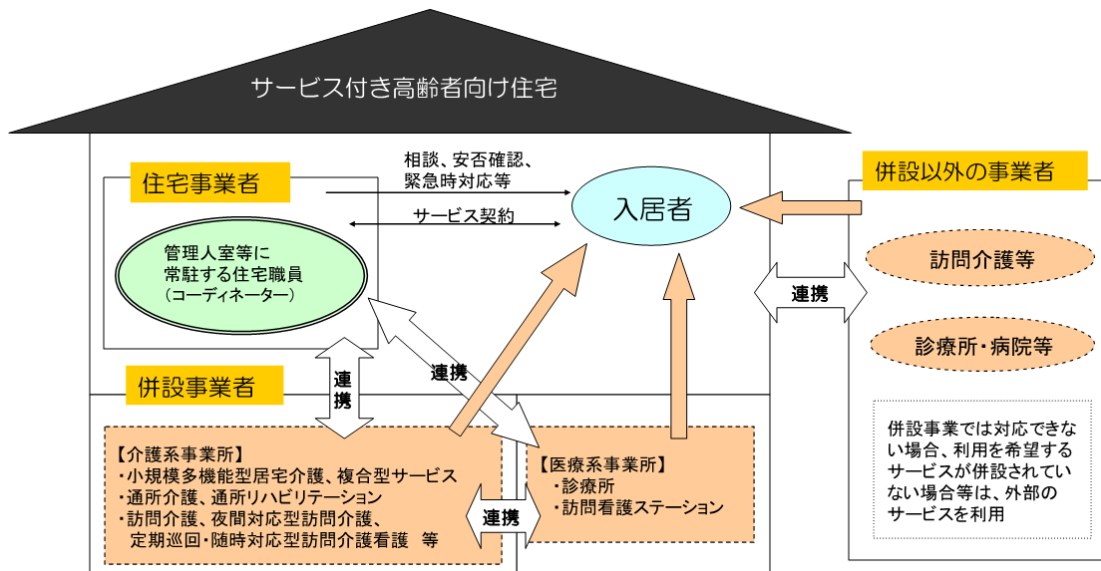 サービス付き高齢者向け住宅
住宅事業者
管理人室等に
常駐する住宅職員
（コーディネーター）
相談、安否確認、
緊急時対応等
サービス契約
入居者
併設以外の事業者
訪問介護等
連携
診療所・病院等
併設事業では対応できな
い場合、利用を希望する
サービスが併設されてい
ない場合等は、外部の
サービスを利用
連携
連携
併設事業者
【介護系事業所】
・小規模多機能型居宅介護、複合型サービス
・通所介護、通所リハビリテーション
・訪問介護、夜間対応型訪問介護、
定期巡回・随時対応型訪問介護看護 等
連携
【医療系事業所】
・診療所
・訪問看護ステーション